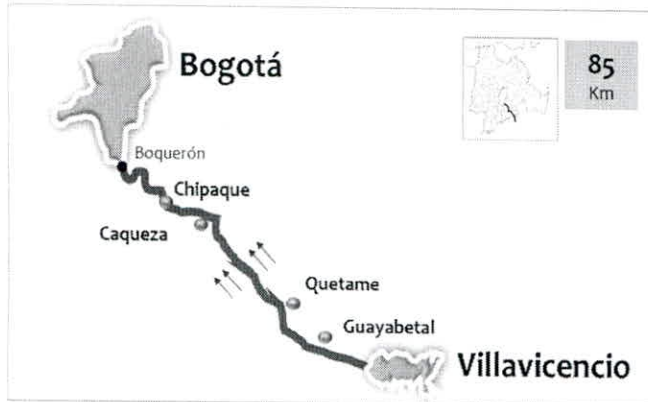 Bogotá
85
Km
Boquerón
Chipaque
Caqueza
Quetame
Guayabetal
Villavicencio